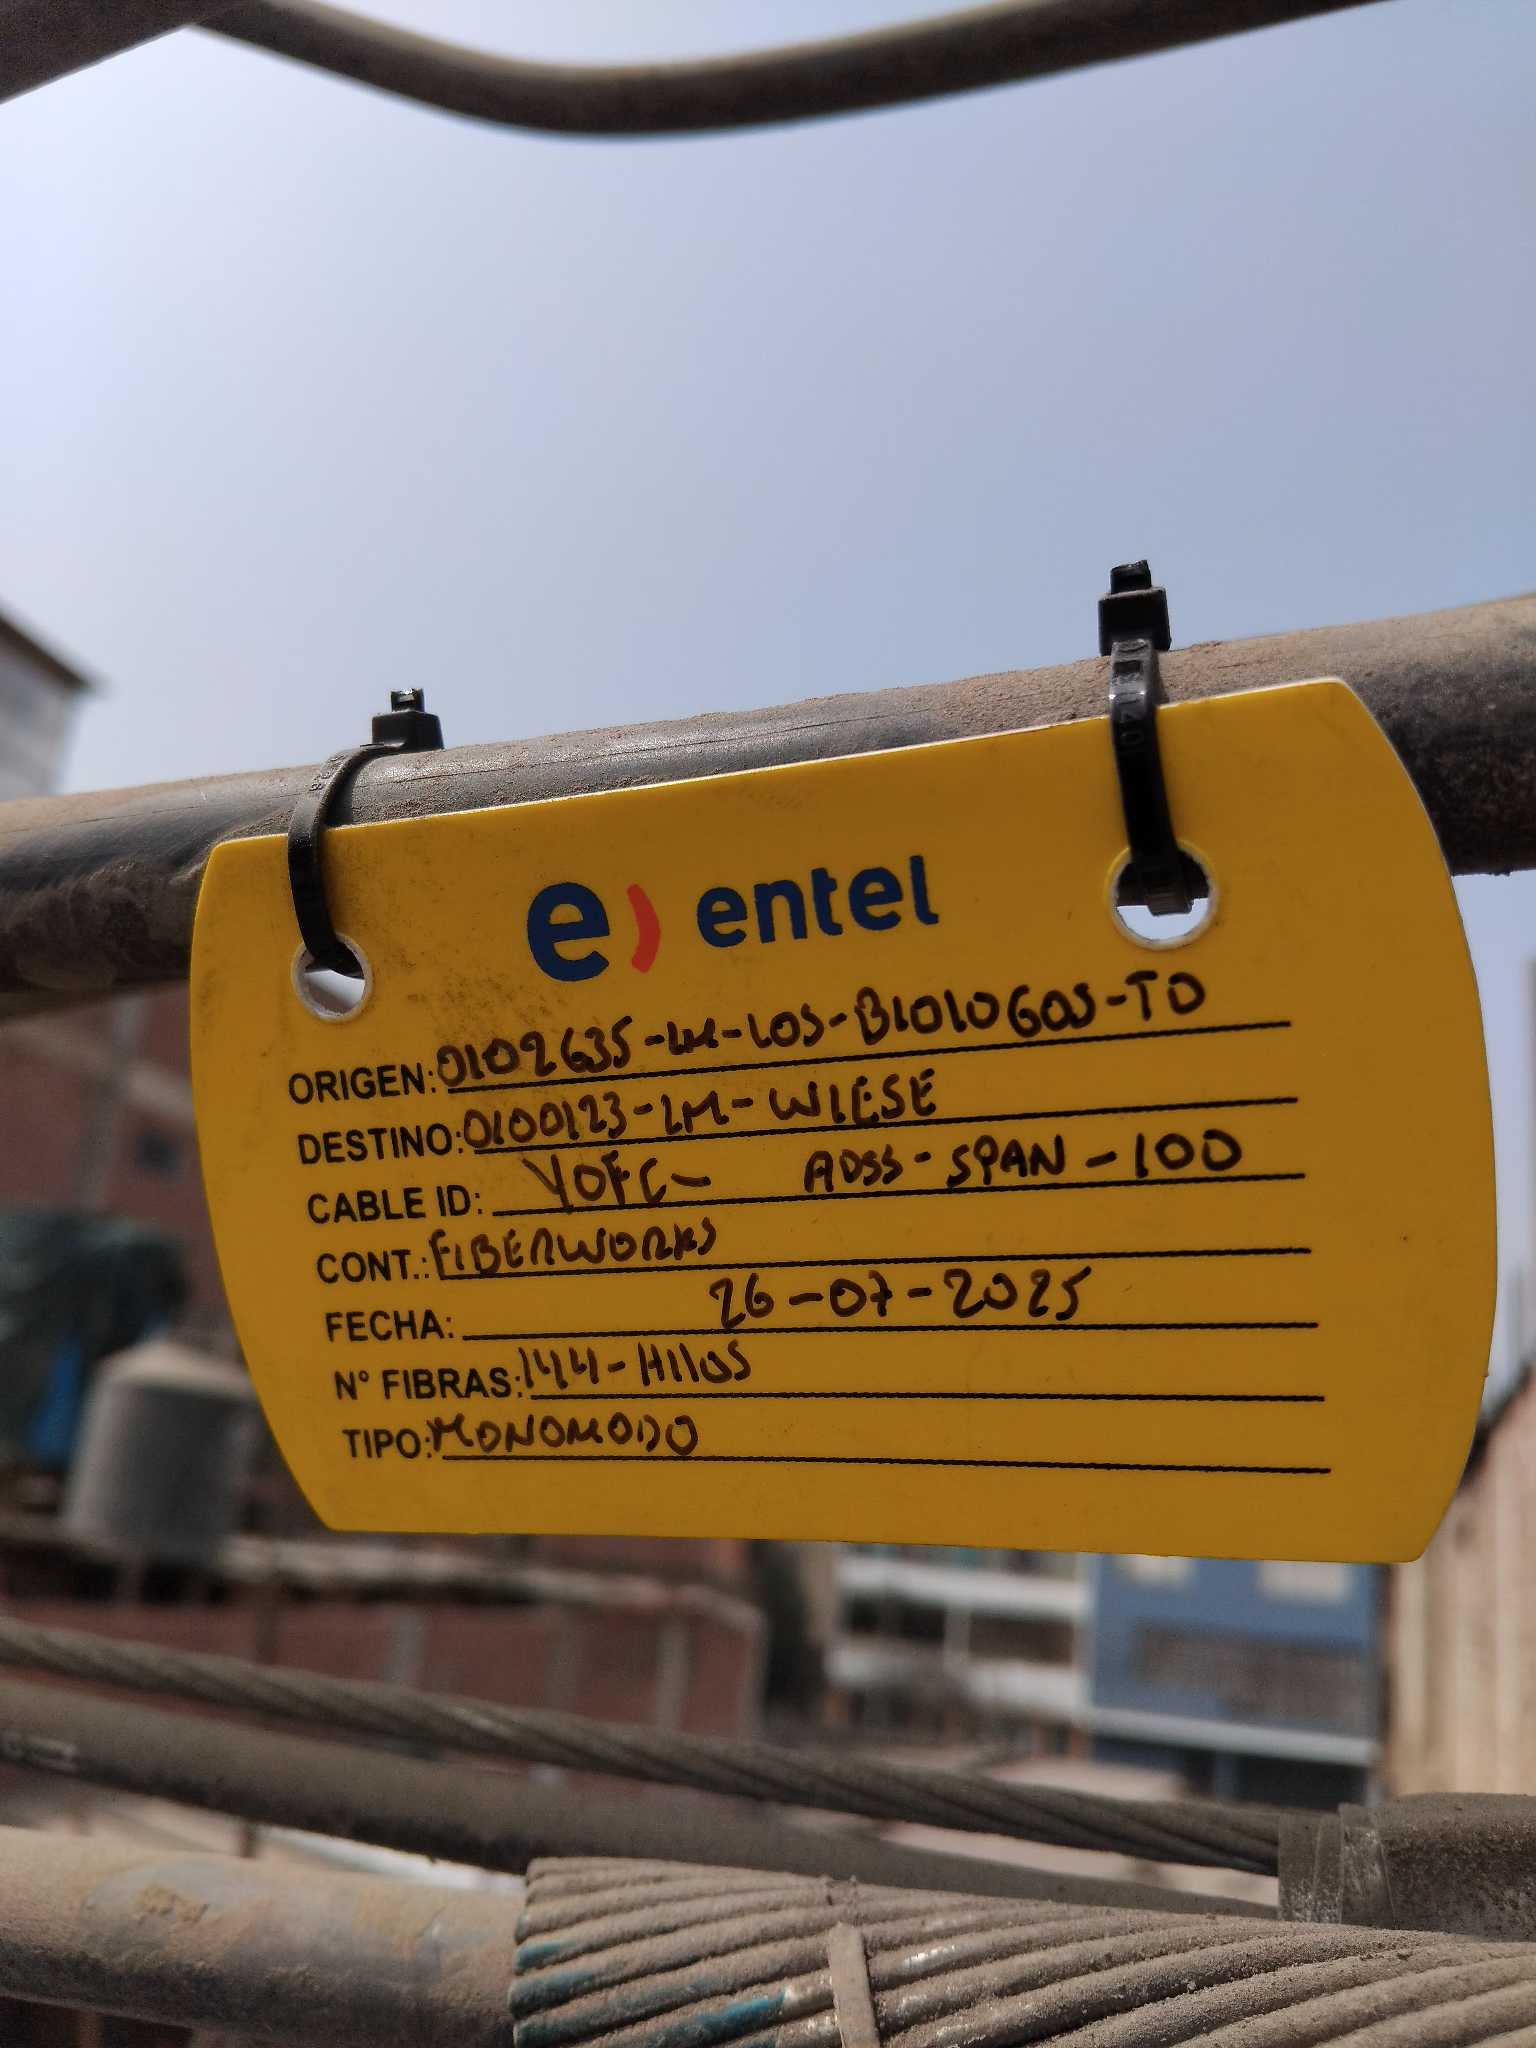 e) entel
ORIGEN: 0102635-LM-LOS-BIOLOGOS-TD
DESTINO: 0100123-LM-WIESE
CABLE ID: YOFC- ADSS-SPAN-100
CONT.: FIBERWORKS
FECHA: 26-07-2025
N° FIBRAS: 144-HILOS
TIPO: MONOMODO